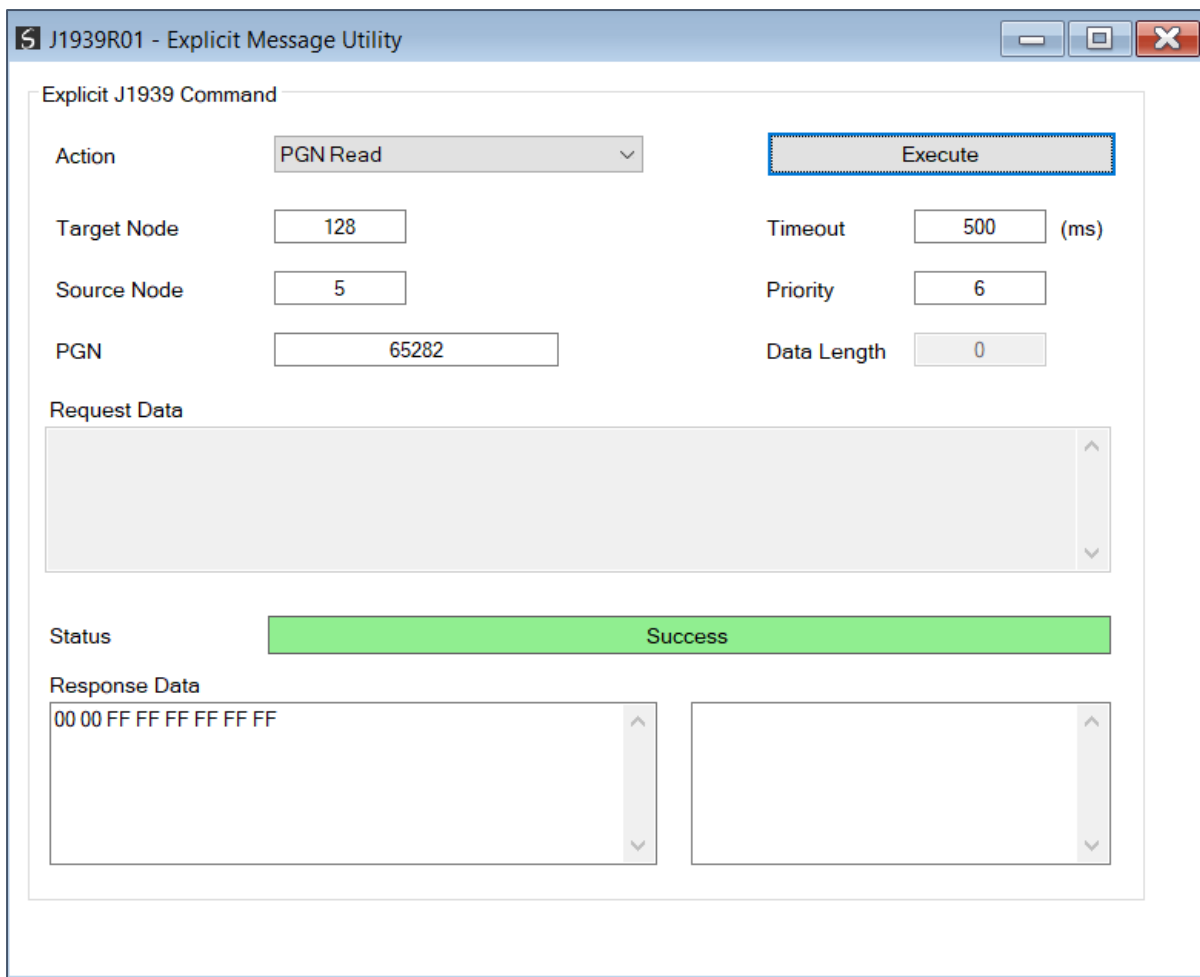 J1939R01 - Explicit Message Utility
Explicit J1939 Command
Action PGN Read Execute
Target Node 128 Timeout 500 (ms)
Source Node 5 Priority 6
PGN 65282 Data Length 0
Request Data
Status Success
Response Data
00 00 FF FF FF FF FF FF